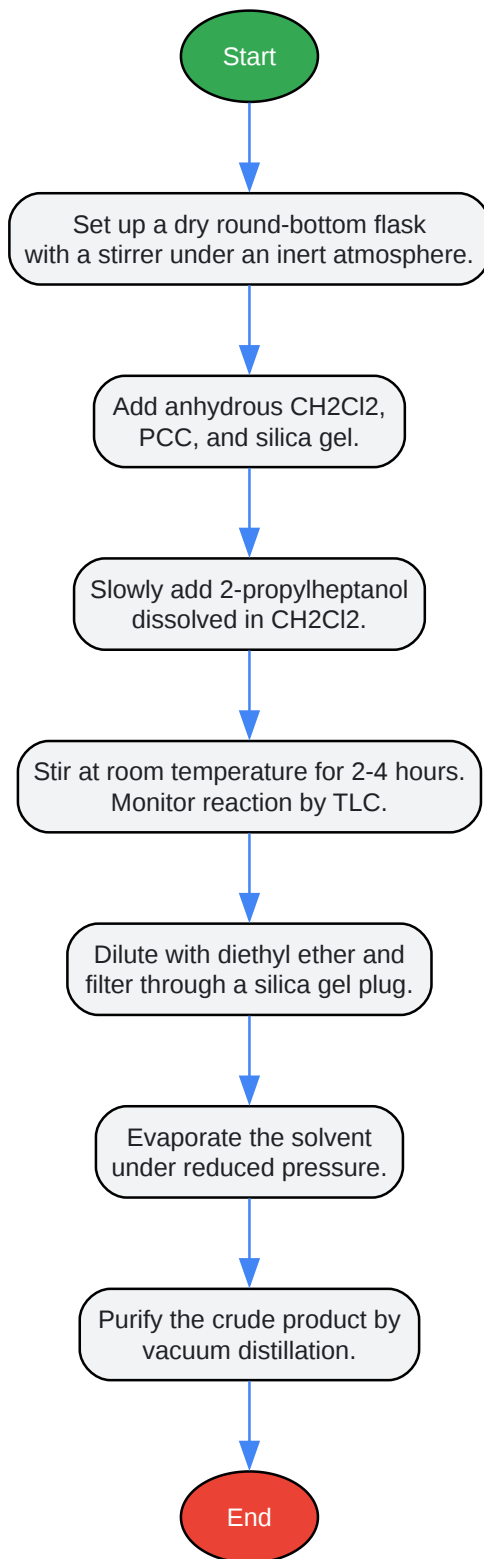 Start
Set up a dry round-bottom flask
with a stirrer under an inert atmosphere.
Add anhydrous CH2Cl2,
PCC, and silica gel.
Slowly add 2-propylheptanol
dissolved in CH2Cl2.
Stir at room temperature for 2-4 hours.
Monitor reaction by TLC.
Dilute with diethyl ether and
filter through a silica gel plug.
Evaporate the solvent
under reduced pressure.
Purify the crude product by
vacuum distillation.
End